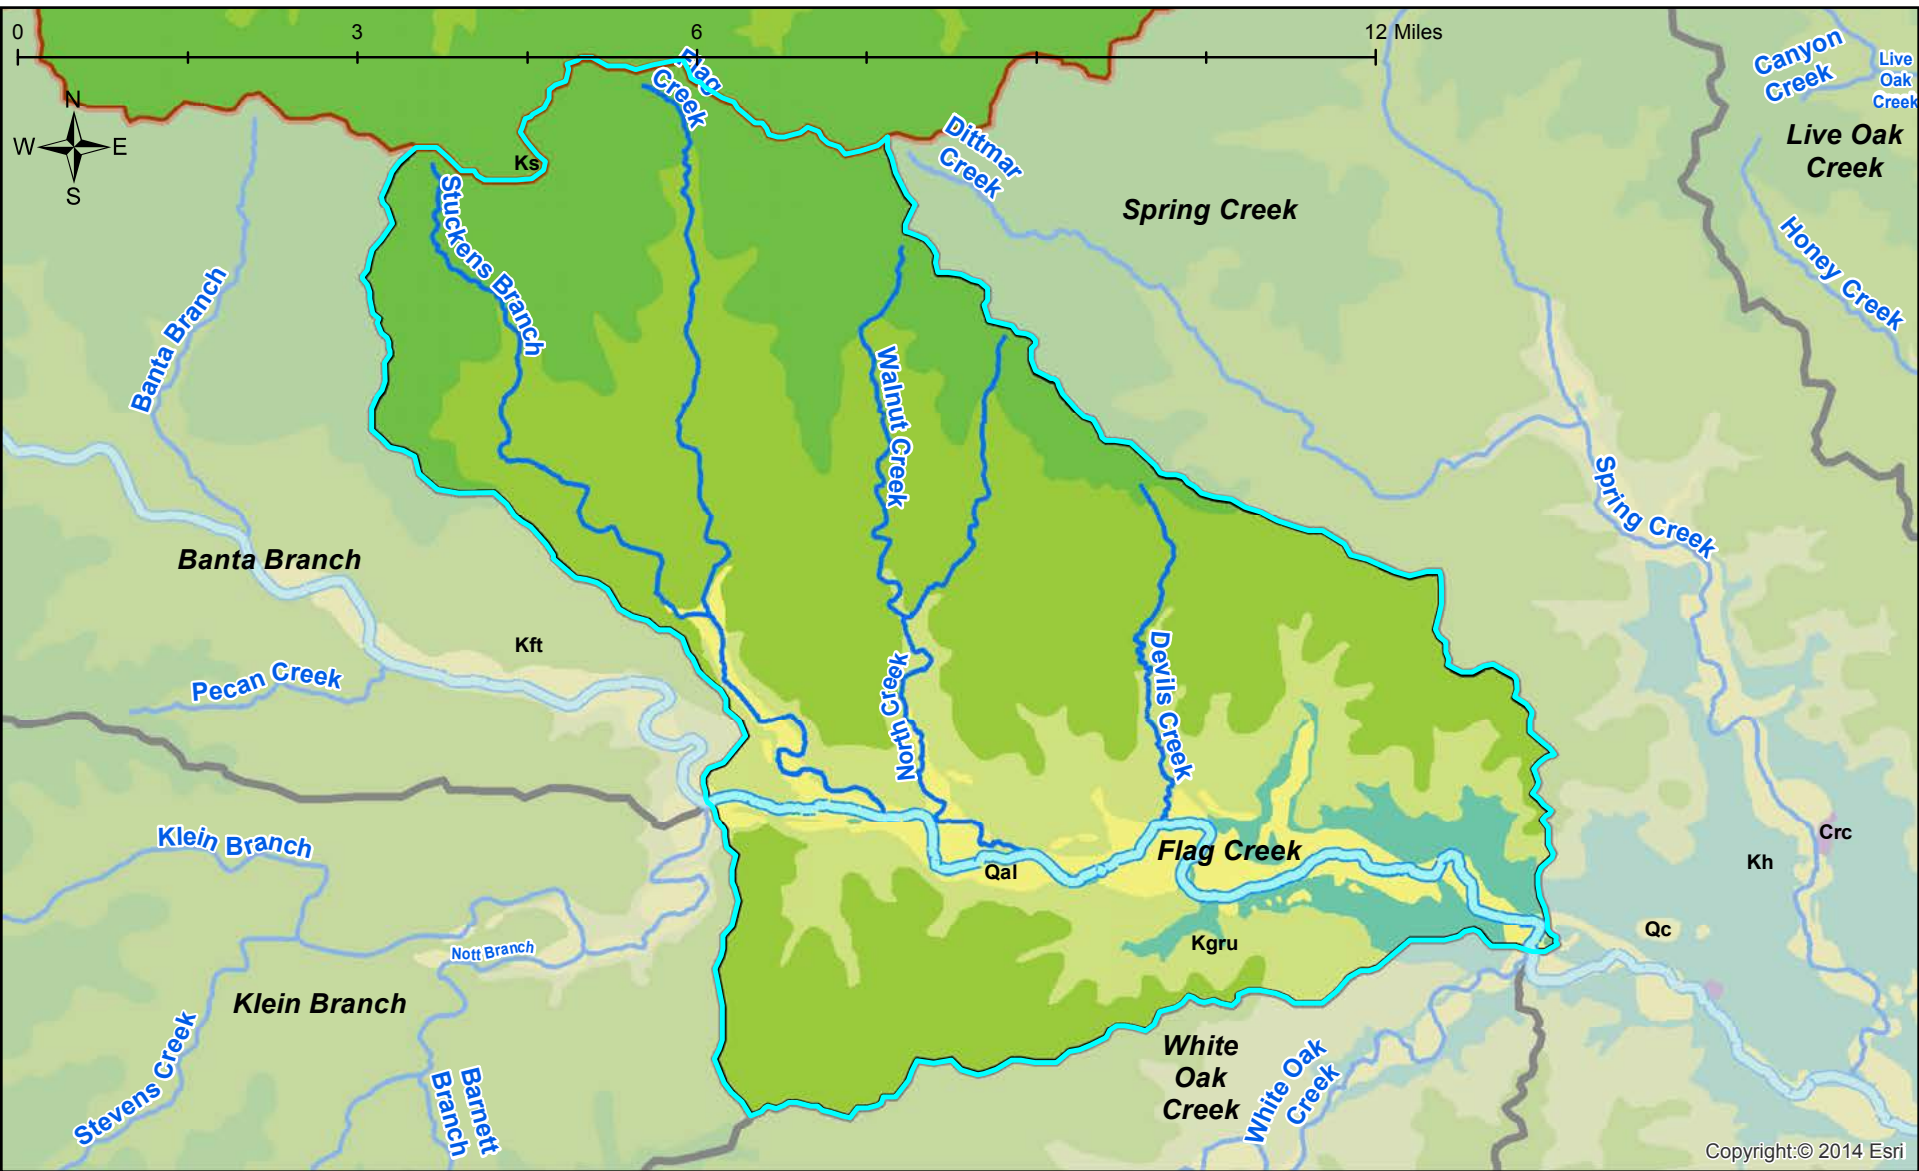 0 3 6 12 Miles
N
W E
S
Flag
Creek
Ks
Stuckens Branch
Dittmar
Creek
Spring Creek
Canyon
Creek
Live
Oak
Creek
Live Oak
Creek
Honey Creek
Banta Branch
Walnut Creek
Spring Creek
Banta Branch
Kft
Pecan Creek
North Creek
Devils Creek
Klein Branch
Flag Creek
Qal
Crc
Kh
Nott Branch
Kgru
Qc
Klein Branch
Stevens Creek
Barnett
Branch
White
Oak
Creek
White Oak
Creek
Copyright:© 2014 Esri